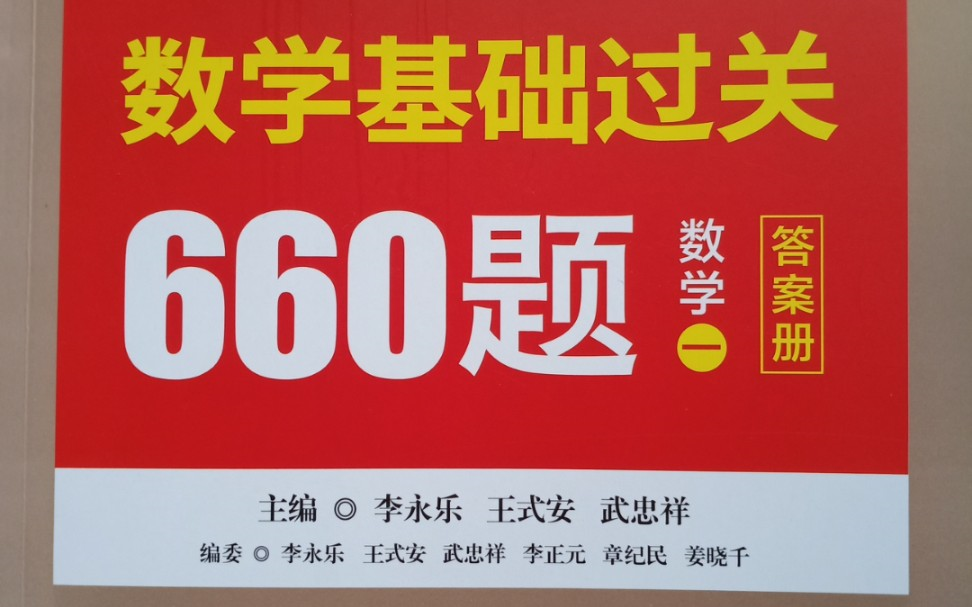 数学基础过关
660题 数学一 答案册
主编 ◎ 李永乐 王式安 武忠祥
编委 ◎ 李永乐 王式安 武忠祥 李正元 章纪民 姜晓千